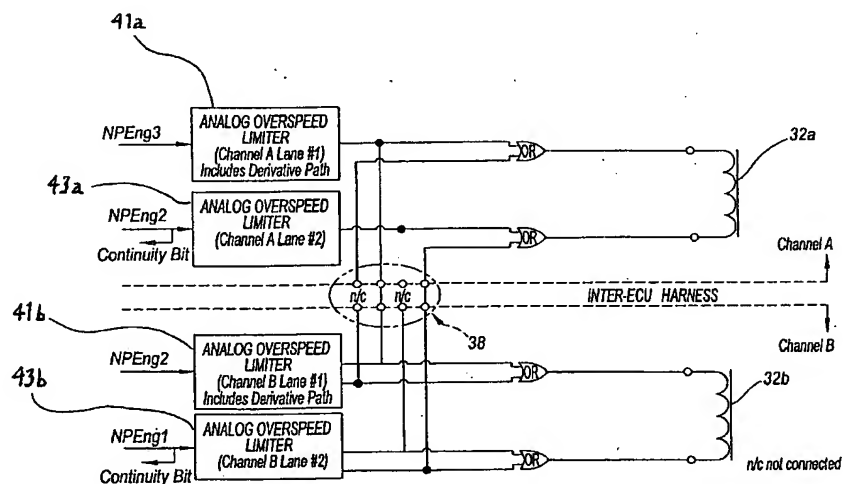 41a
NPEng3
ANALOG OVERSPEED
LIMITER
(Channel A Lane #1)
Includes Derivative Path
OR
32a
43a
NPEng2
Continuity Bit
ANALOG OVERSPEED
LIMITER
(Channel A Lane #2)
OR
Channel A
n/c
n/c
INTER-ECU HARNESS
38
Channel B
41b
NPEng2
ANALOG OVERSPEED
LIMITER
(Channel B Lane #1)
Includes Derivative Path
OR
32b
43b
NPEng1
Continuity Bit
ANALOG OVERSPEED
LIMITER
(Channel B Lane #2)
OR
n/c not connected